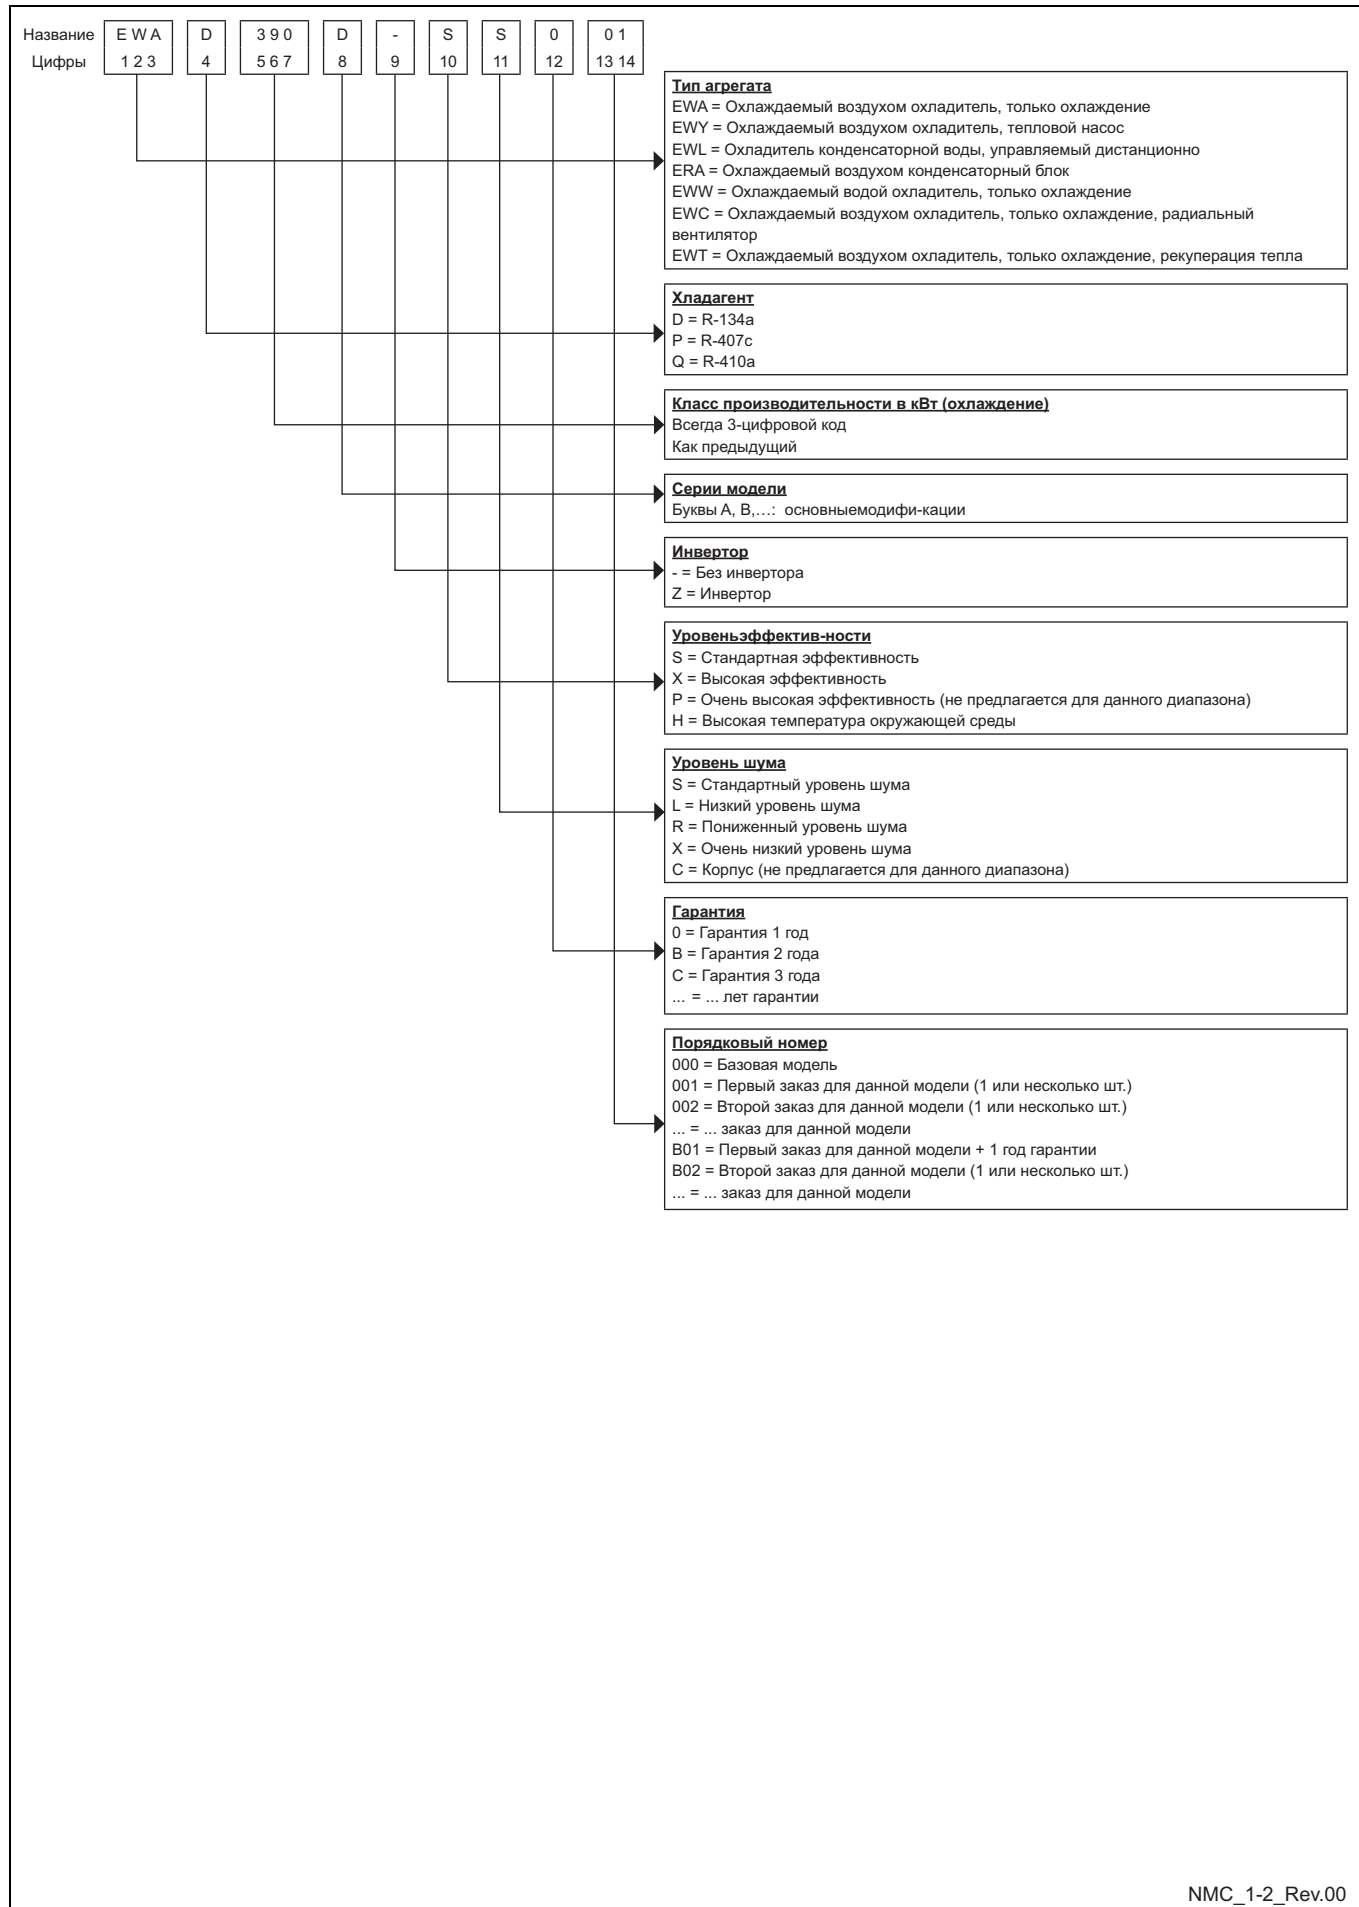 Название E W A D 3 9 0 D - S S 0 0 1
Цифры 1 2 3 4 5 6 7 8 9 10 11 12 13 14
Тип агрегата
EWA = Охлаждаемый воздухом охладитель, только охлаждение
EWY = Охлаждаемый воздухом охладитель, тепловой насос
EWL = Охладитель конденсаторной воды, управляемый дистанционно
ERA = Охлаждаемый воздухом конденсаторный блок
EWW = Охлаждаемый водой охладитель, только охлаждение
EWC = Охлаждаемый воздухом охладитель, только охлаждение, радиальный
вентилятор
EWT = Охлаждаемый воздухом охладитель, только охлаждение, рекуперация тепла
Хладагент
D = R-134a
P = R-407c
Q = R-410a
Класс производительности в кВт (охлаждение)
Всегда 3-цифровой код
Как предыдущий
Серии модели
Буквы A, B,…: основныемодифи-кации
Инвертор
- = Без инвертора
Z = Инвертор
Уровеньэффектив-ности
S = Стандартная эффективность
X = Высокая эффективность
P = Очень высокая эффективность (не предлагается для данного диапазона)
H = Высокая температура окружающей среды
Уровень шума
S = Стандартный уровень шума
L = Низкий уровень шума
R = Пониженный уровень шума
X = Очень низкий уровень шума
C = Корпус (не предлагается для данного диапазона)
Гарантия
0 = Гарантия 1 год
B = Гарантия 2 года
C = Гарантия 3 года
... = ... лет гарантии
Порядковый номер
000 = Базовая модель
001 = Первый заказ для данной модели (1 или несколько шт.)
002 = Второй заказ для данной модели (1 или несколько шт.)
... = ... заказ для данной модели
B01 = Первый заказ для данной модели + 1 год гарантии
B02 = Второй заказ для данной модели (1 или несколько шт.)
... = ... заказ для данной модели
NMC_1-2_Rev.00